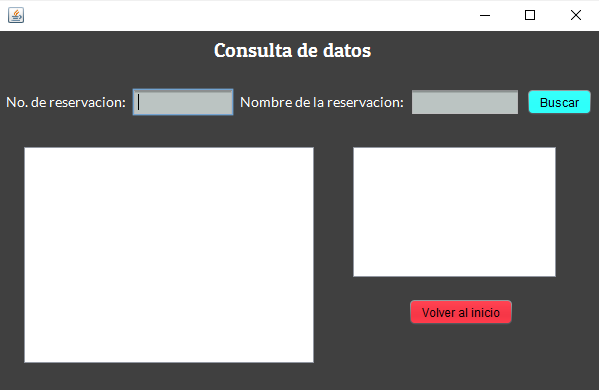 Consulta de datos
No. de reservacion: Nombre de la reservacion: Buscar
Volver al inicio